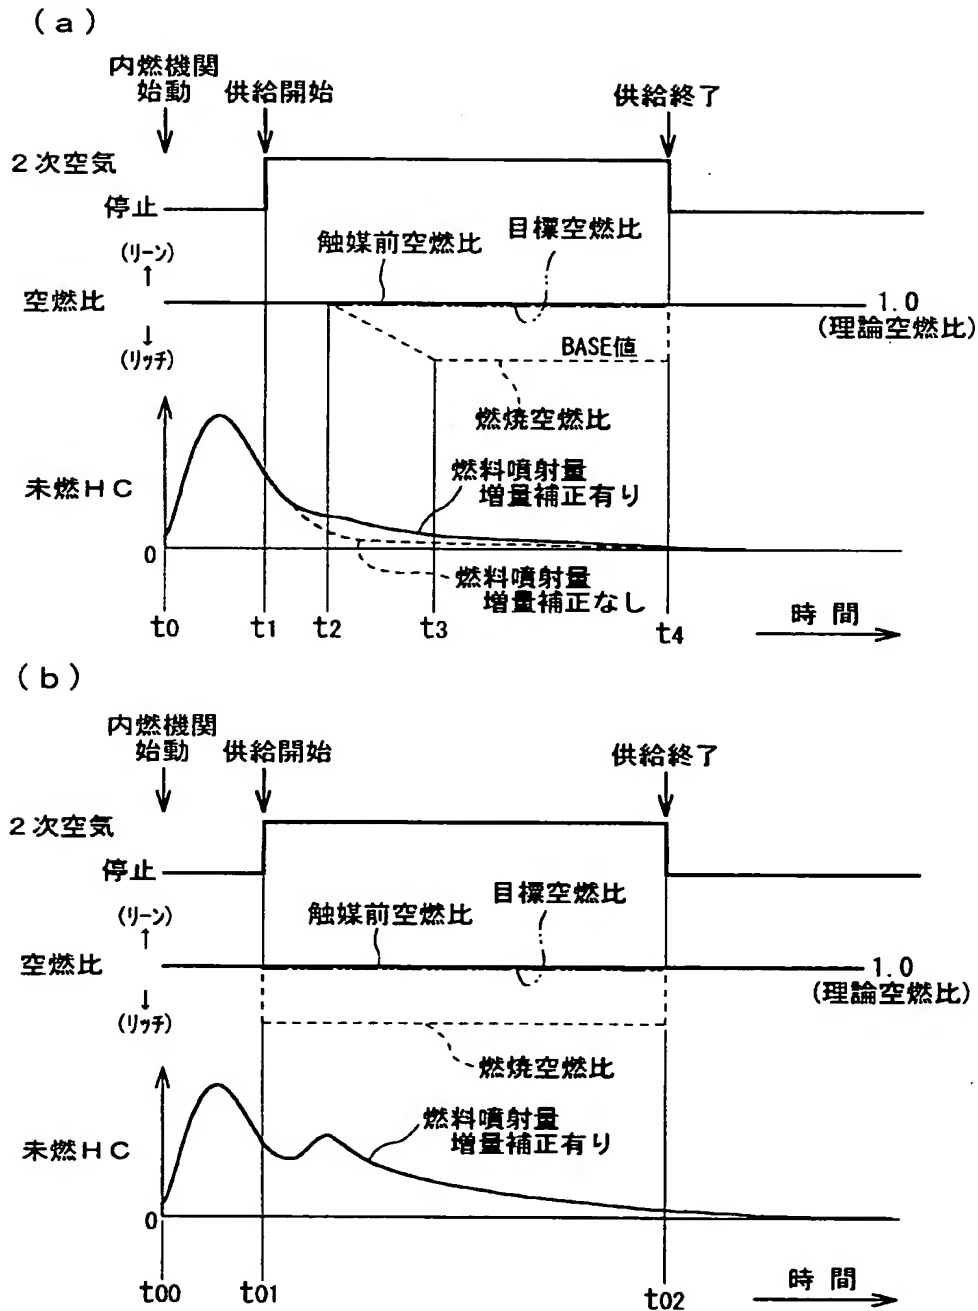 (a)
内燃機関
始動
供給開始
供給終了
2次空気
停止
(リーン)
↑
触媒前空燃比
目標空燃比
空燃比
1.0
(理論空燃比)
↓
(リッチ)
BASE値
燃焼空燃比
未燃HC
燃料噴射量
増量補正有り
0
燃料噴射量
増量補正なし
t0
t1
t2
t3
t4
時間
(b)
内燃機関
始動
供給開始
供給終了
2次空気
停止
(リーン)
↑
触媒前空燃比
目標空燃比
空燃比
1.0
(理論空燃比)
↓
(リッチ)
燃焼空燃比
未燃HC
燃料噴射量
増量補正有り
0
t00
t01
t02
時間